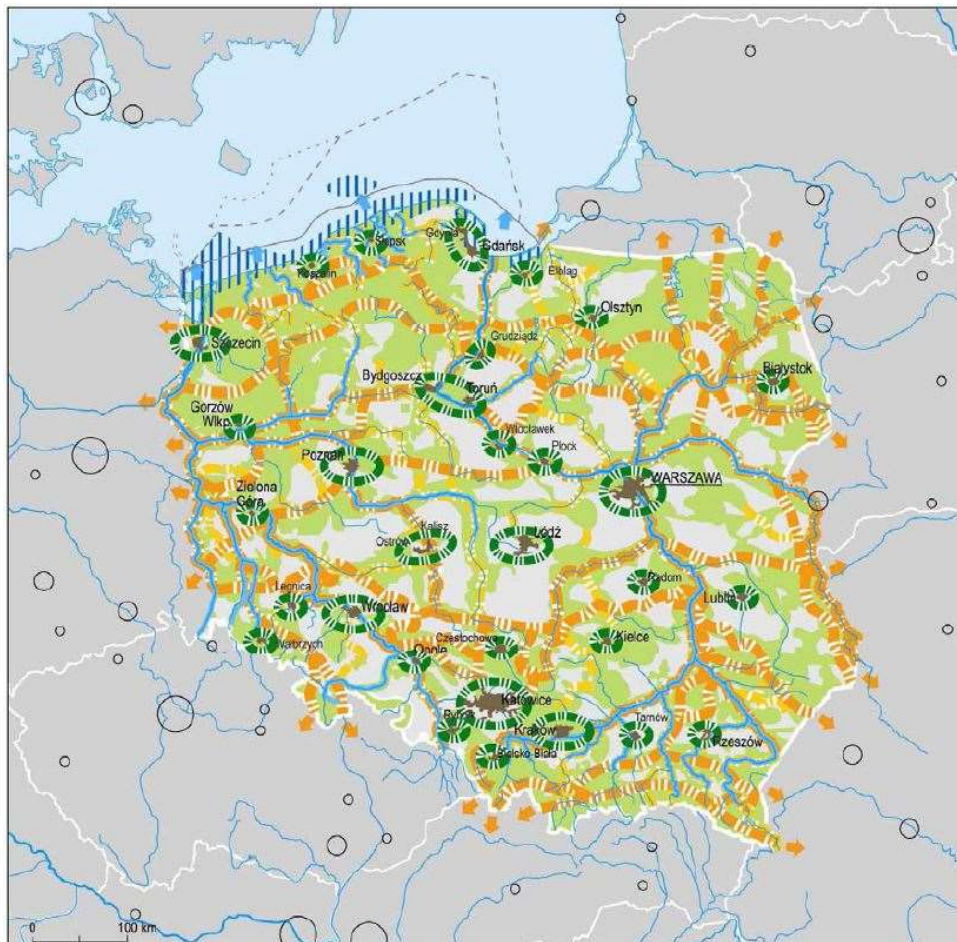 Gdynia
Słupsk
Gdańsk
Koszalin
Elbląg
Olsztyn
Szczecin
Grudziądz
Białystok
Bydgoszcz
Toruń
Gorzów
Wlkp.
Włocławek
Płock
Poznań
WARSZAWA
Zielona
Góra
Kalisz
Ostrów
Łódź
Radom
Legnica
Lublin
Wrocław
Częstochowa
Kielce
Wałbrzych
Opole
Katowice
Rybnik
Kraków
Tarnów
Rzeszów
Bielsko-Biała
0 100 km